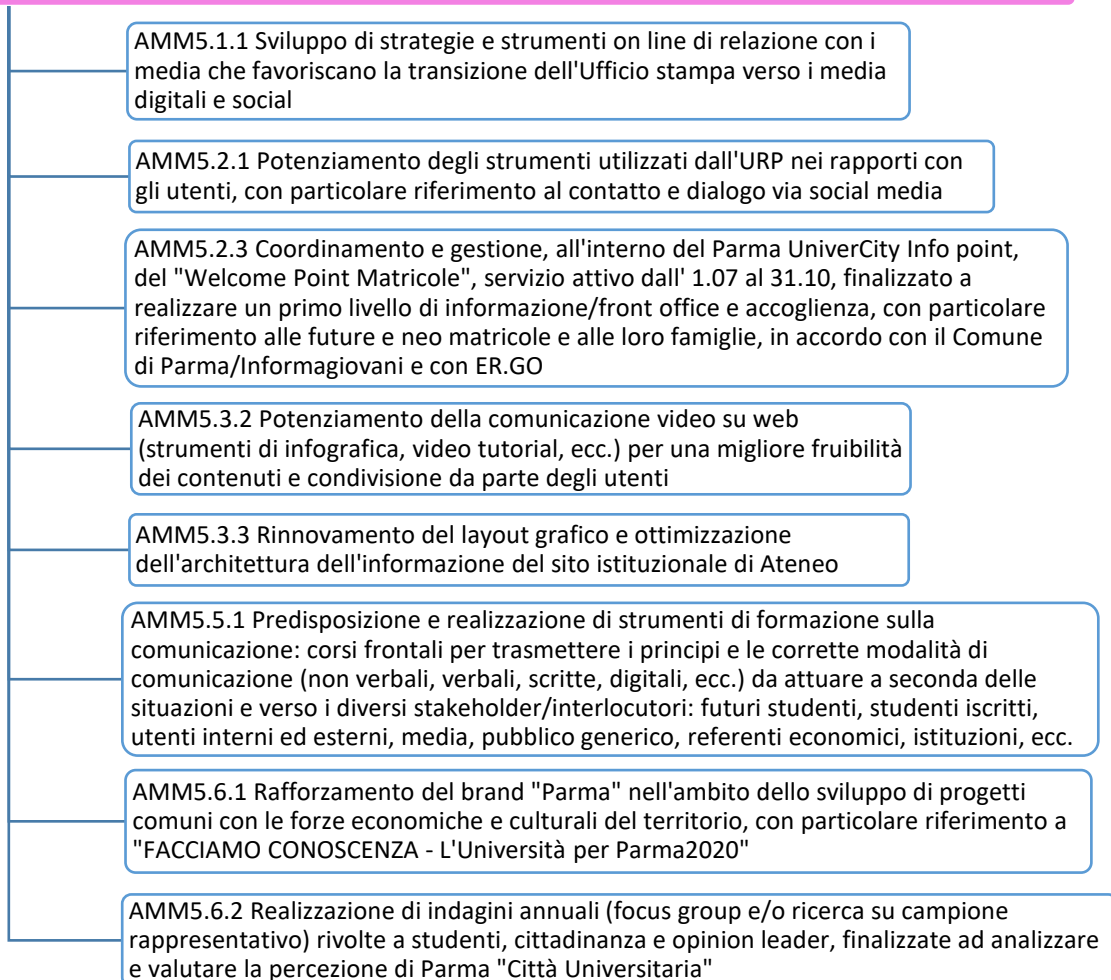 AMM5.1.1 Sviluppo di strategie e strumenti on line di relazione con i
media che favoriscano la transizione dell'Ufficio stampa verso i media
digitali e social
AMM5.2.1 Potenziamento degli strumenti utilizzati dall'URP nei rapporti con
gli utenti, con particolare riferimento al contatto e dialogo via social media
AMM5.2.3 Coordinamento e gestione, all'interno del Parma UniverCity Info point,
del "Welcome Point Matricole", servizio attivo dall' 1.07 al 31.10, finalizzato a
realizzare un primo livello di informazione/front office e accoglienza, con particolare
riferimento alle future e neo matricole e alle loro famiglie, in accordo con il Comune
di Parma/Informagiovani e con ER.GO
AMM5.3.2 Potenziamento della comunicazione video su web
(strumenti di infografica, video tutorial, ecc.) per una migliore fruibilità
dei contenuti e condivisione da parte degli utenti
AMM5.3.3 Rinnovamento del layout grafico e ottimizzazione
dell'architettura dell'informazione del sito istituzionale di Ateneo
AMM5.5.1 Predisposizione e realizzazione di strumenti di formazione sulla
comunicazione: corsi frontali per trasmettere i principi e le corrette modalità di
comunicazione (non verbali, verbali, scritte, digitali, ecc.) da attuare a seconda delle
situazioni e verso i diversi stakeholder/interlocutori: futuri studenti, studenti iscritti,
utenti interni ed esterni, media, pubblico generico, referenti economici, istituzioni, ecc.
AMM5.6.1 Rafforzamento del brand "Parma" nell'ambito dello sviluppo di progetti
comuni con le forze economiche e culturali del territorio, con particolare riferimento a
"FACCIAMO CONOSCENZA - L'Università per Parma2020"
AMM5.6.2 Realizzazione di indagini annuali (focus group e/o ricerca su campione
rappresentativo) rivolte a studenti, cittadinanza e opinion leader, finalizzate ad analizzare
e valutare la percezione di Parma "Città Universitaria"